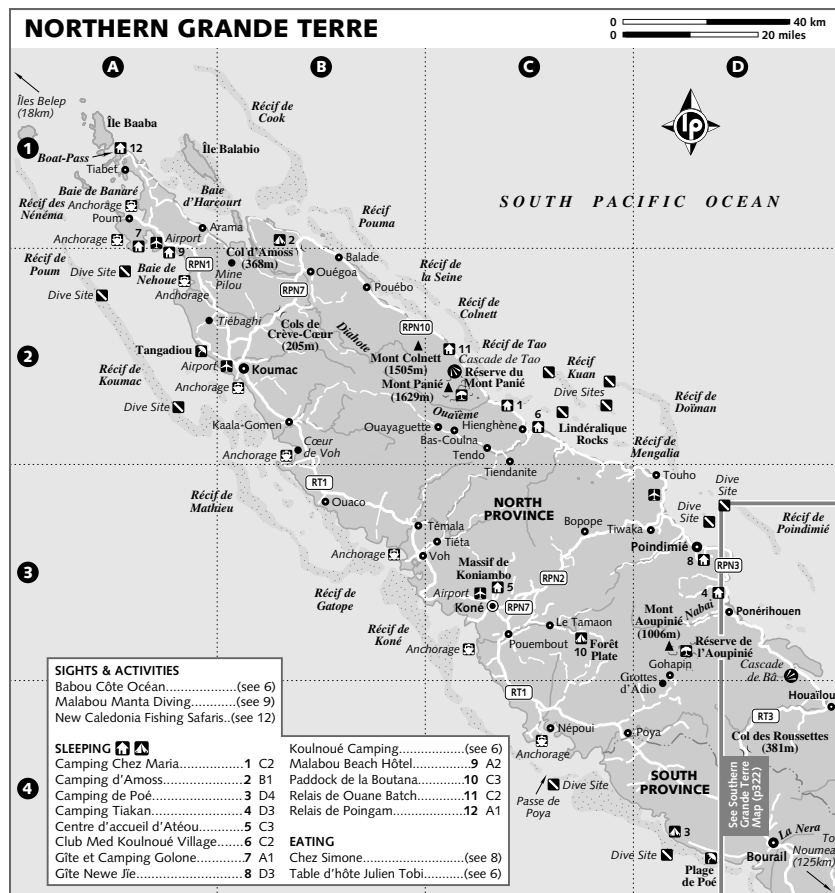 NORTHERN GRANDE TERRE
0 40 km
0 20 miles
A
B
C
D
1
2
3
4
lp
SOUTH PACIFIC OCEAN
Îles Belep
(18km)
Île Baaba
12
Boat-Pass
Tiabet
Île Balabio
Récif de
Cook
Baie de Banaré
Baie
d'Harcourt
Récif des
Nénéma
Anchorage
Poum
Arama
Récif
Pouma
Anchorage
7
Airport
9
2
Col d'Amoss
(368m)
Balade
Récif de
la Seine
Récif de
Poum
Dive Site
Baie de
Nehoue
RPN1
Mine
Pilou
Ouégoa
Pouébo
Dive Site
Anchorage
RPN7
Récif de
Colnett
Tiébaghi
Cols de
Crève-Cœur
(205m)
Diahote
RPN10
11
Récif de Tao
Tangadiou
Mont Colnett
(1505m)
Cascade de Tao
Récif
Kuan
Airport
Koumac
Mont Panié
(1629m)
Réserve du
Mont Panié
Récif de
Koumac
Anchorage
Dive Sites
Récif de
Doïman
Dive Site
1
6
Ouaïème
Hienghène
Kaala-Gomen
Ouayaguette
Bas-Coulna
Lindéralique
Rocks
Cœur
de Voh
Tendo
Récif de
Mengalia
Anchorage
Tiendanite
Touho
RT1
Récif de
Mathieu
Ouaco
NORTH
PROVINCE
Dive
Site
Dive
Site
Récif de
Poindimié
Témala
Bopope
Tiwaka
Tiéta
Poindimié
Anchorage
Voh
8
RPN3
Massif de
Koniambo
5
RPN2
4
Récif de
Gatope
Airport
Koné
RPN7
Nabai
Ponérihouen
Mont
Aoupinié
(1006m)
Récif de
Koné
Le Tamaon
Pouembout
10
Forêt
Plate
Réserve de
l'Aoupinié
Anchorage
Gohapin
Grottes
d'Adio
Cascade
de Bâ
Houaïlou
RT1
RT3
Népoui
Poya
Col des Roussettes
(381m)
Anchorage
SOUTH
PROVINCE
Passe de
Poya
Dive Site
See Southern
Grande Terre
Map (p322)
3
La Nera
To
Noumea
(125km)
Dive Site
Bourail
Plage
de Poé
SIGHTS & ACTIVITIES
Babou Côte Océan..................(see 6)
Malabou Manta Diving............(see 9)
New Caledonia Fishing Safaris..(see 12)
SLEEPING
Camping Chez Maria....................1 C2
Camping d'Amoss........................2 B1
Camping de Poé..........................3 D4
Camping Tiakan...........................4 D3
Centre d'accueil d'Atéou..............5 C3
Club Med Koulnoué Village..........6 C2
Gîte et Camping Golone...............7 A1
Gîte Newe Jïe..............................8 D3
Koulnoué Camping..................(see 6)
Malabou Beach Hôtel...................9 A2
Paddock de la Boutana...............10 C3
Relais de Ouane Batch................11 C2
Relais de Poingam......................12 A1
EATING
Chez Simone...........................(see 8)
Table d'hôte Julien Tobi...........(see 6)